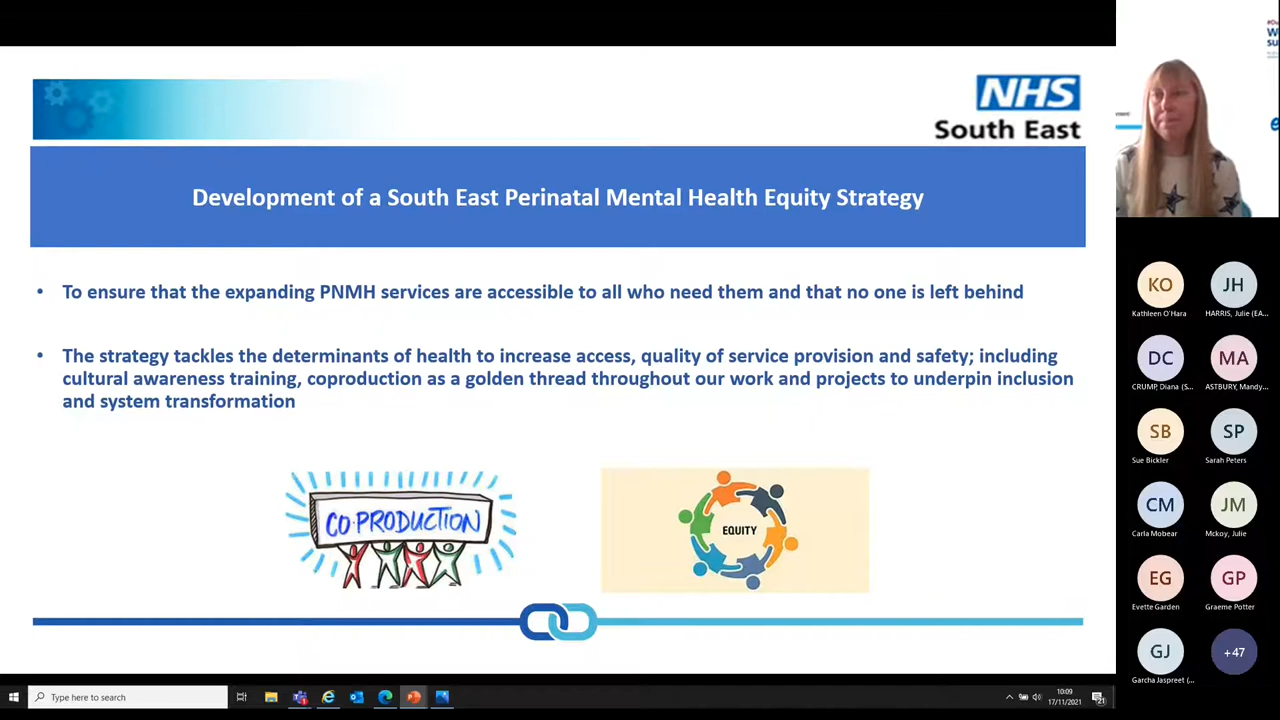 NHS
South East
Development of a South East Perinatal Mental Health Equity Strategy
• To ensure that the expanding PNMH services are accessible to all who need them and that no one is left behind
• The strategy tackles the determinants of health to increase access, quality of service provision and safety; including
cultural awareness training, coproduction as a golden thread throughout our work and projects to underpin inclusion
and system transformation
CO-PRODUCTION
EQUITY
KO
Kathleen O'Hara
JH
HARRIS, Julie (EA...
DC
CRUMP, Diana (S...
MA
ASTBURY, Mandy...
SB
Sue Bickler
SP
Sarah Peters
CM
Carla Mobear
JM
Mckoy, Julie
EG
Evette Garden
GP
Graeme Potter
GJ
Garcha Jaspreet (...
+47
Type here to search
10:09
17/11/2021
21